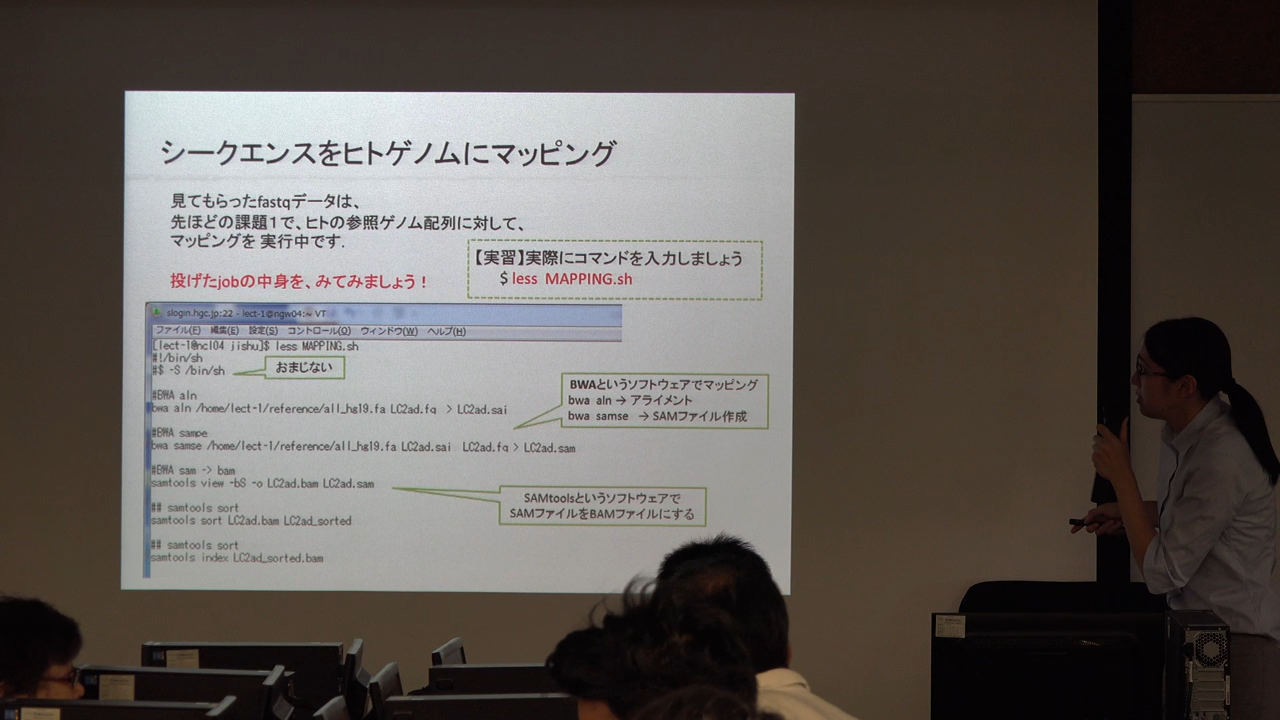 シークエンスをヒトゲノムにマッピング
見てもらったfastqデータは、
先ほどの課題１で、ヒトの参照ゲノム配列に対して、
マッピングを 実行中です.
【実習】実際にコマンドを入力しましょう
$ less MAPPING.sh
投げたjobの中身を、みてみましょう！
slogin.hgc.jp:22 - lect-1@ngw04:~ VT
ファイル(F) 編集(E) 設定(S) コントロール(O) ウィンドウ(W) ヘルプ(H)
[lect-1@ncl04 jishu]$ less MAPPING.sh
#!/bin/sh
#$ -S /bin/sh
おまじない
#BWA aln
bwa aln /home/lect-1/reference/all_hg19.fa LC2ad.fq > LC2ad.sai
BWAというソフトウェアでマッピング
bwa aln → アライメント
bwa samse → SAMファイル作成
#BWA sampe
bwa samse /home/lect-1/reference/all_hg19.fa LC2ad.sai LC2ad.fq > LC2ad.sam
#BWA sam -> bam
samtools view -bS -o LC2ad.bam LC2ad.sam
SAMtoolsというソフトウェアで
SAMファイルをBAMファイルにする
## samtools sort
samtools sort LC2ad.bam LC2ad_sorted
## samtools sort
samtools index LC2ad_sorted.bam